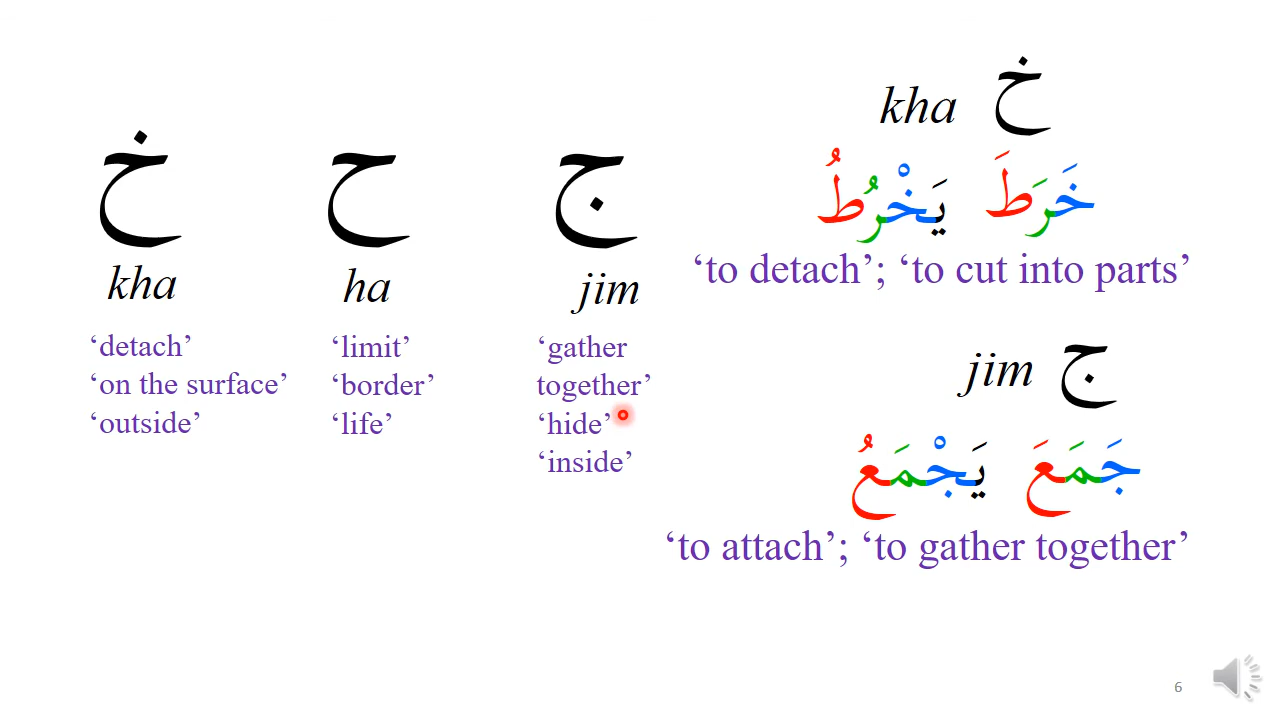 خ ح ج
kha ha jim
‘detach’ ‘limit’ ‘gather
‘on the surface’ ‘border’ together’
‘outside’ ‘life’ ‘hide’
‘inside’
kha خ
خَرَطَ يَخْرُطُ
‘to detach’; ‘to cut into parts’
jim ج
جَمَعَ يَجْمَعُ
‘to attach’; ‘to gather together’
6